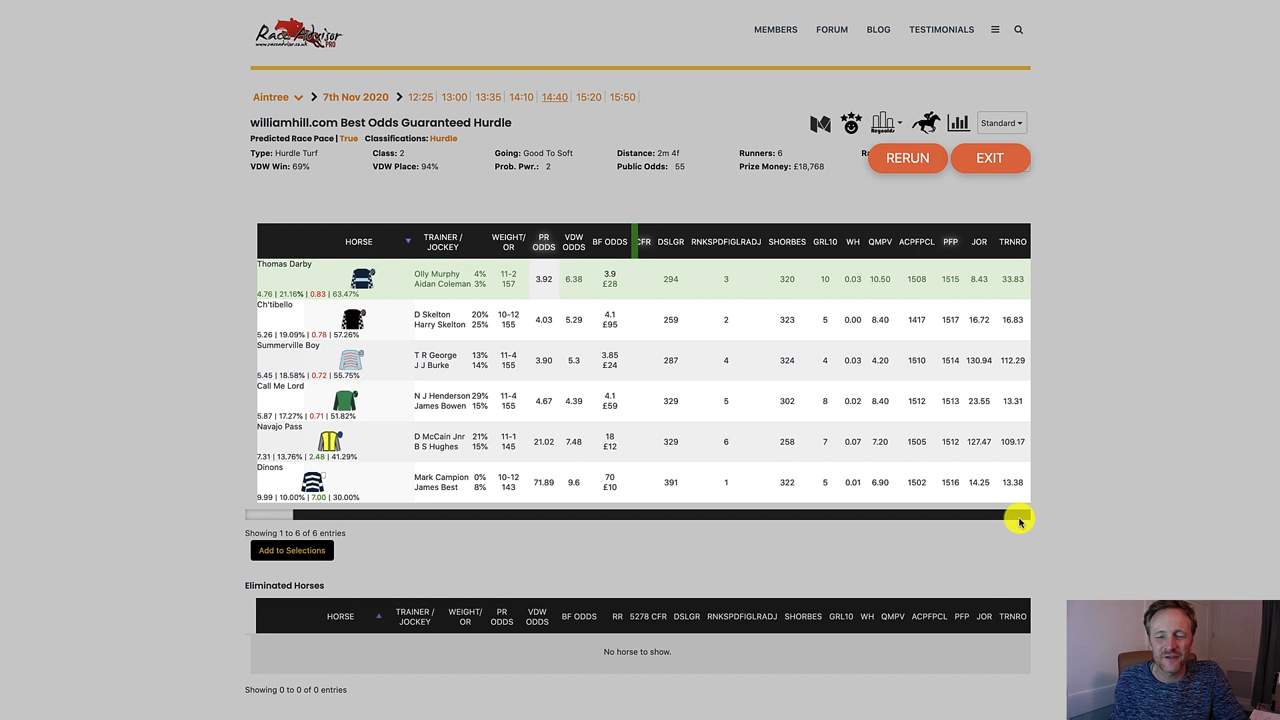 Race Advisor
www.raceadvisor.co.uk PRO
MEMBERS FORUM BLOG TESTIMONIALS
Aintree 7th Nov 2020 12:25 13:00 13:35 14:10 14:40 15:20 15:50
williamhill.com Best Odds Guaranteed Hurdle
Reynolds
Standard
Predicted Race Pace | True Classifications: Hurdle
Type: Hurdle Turf Class: 2 Going: Good To Soft Distance: 2m 4f Runners: 6
VDW Win: 69% VDW Place: 94% Prob. Pwr.: 2 Public Odds: 55 Prize Money: £18,768
RERUN EXIT
HORSE TRAINER / JOCKEY WEIGHT/ OR PR ODDS VDW ODDS BF ODDS CFR DSLGR RNKSPDFIGLRADJ SHORBES GRL10 WH QMPV ACPFPCL PFP JOR TRNRO
Thomas Darby
Olly Murphy 4% 11-2 3.92 6.38 3.9 294 3 320 10 0.03 10.50 1508 1515 8.43 33.83
Aidan Coleman 3% 157 £28
4.76 | 21.16% | 0.83 | 63.47%
Ch'tibello
D Skelton 20% 10-12 4.03 5.29 4.1 259 2 323 5 0.00 8.40 1417 1517 16.72 16.83
Harry Skelton 25% 155 £95
5.26 | 19.09% | 0.78 | 57.26%
Summerville Boy
T R George 13% 11-4 3.90 5.3 3.85 287 4 324 4 0.03 4.20 1510 1514 130.94 112.29
J J Burke 14% 155 £24
5.45 | 18.58% | 0.72 | 55.75%
Call Me Lord
N J Henderson 29% 11-4 4.67 4.39 4.1 329 5 302 8 0.02 8.40 1512 1513 23.55 13.31
James Bowen 15% 155 £59
5.87 | 17.27% | 0.71 | 51.82%
Navajo Pass
D McCain Jnr 21% 11-1 21.02 7.48 18 329 6 258 7 0.07 7.20 1505 1512 127.47 109.17
B S Hughes 15% 145 £12
7.31 | 13.76% | 2.48 | 41.29%
Dinons
Mark Campion 0% 10-12 71.89 9.6 70 391 1 322 5 0.01 6.90 1502 1516 14.25 13.38
James Best 8% 143 £10
9.99 | 10.00% | 7.00 | 30.00%
Showing 1 to 6 of 6 entries
Add to Selections
Eliminated Horses
HORSE TRAINER / JOCKEY WEIGHT/ OR PR ODDS VDW ODDS BF ODDS RR 5278 CFR DSLGR RNKSPDFIGLRADJ SHORBES GRL10 WH QMPV ACPFPCL PFP JOR TRNRO
No horse to show.
Showing 0 to 0 of 0 entries